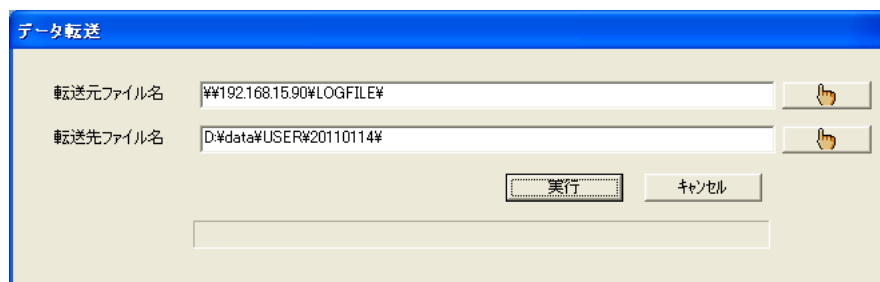 データ転送
転送元ファイル名 ¥¥192.168.15.90¥LOGFILE¥
転送先ファイル名 D:¥data¥USER¥20110114¥
実行 ｷｬﾝｾﾙ